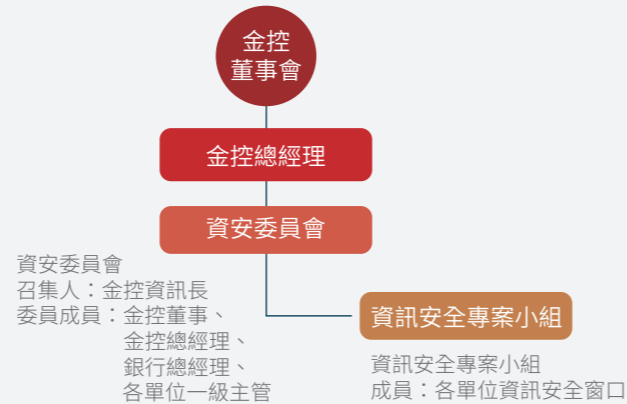 金控
董事會
金控總經理
資安委員會
資安委員會
召集人：金控資訊長
委員成員：金控董事、
金控總經理、
銀行總經理、
各單位一級主管
資訊安全專案小組
資訊安全專案小組
成員：各單位資訊安全窗口